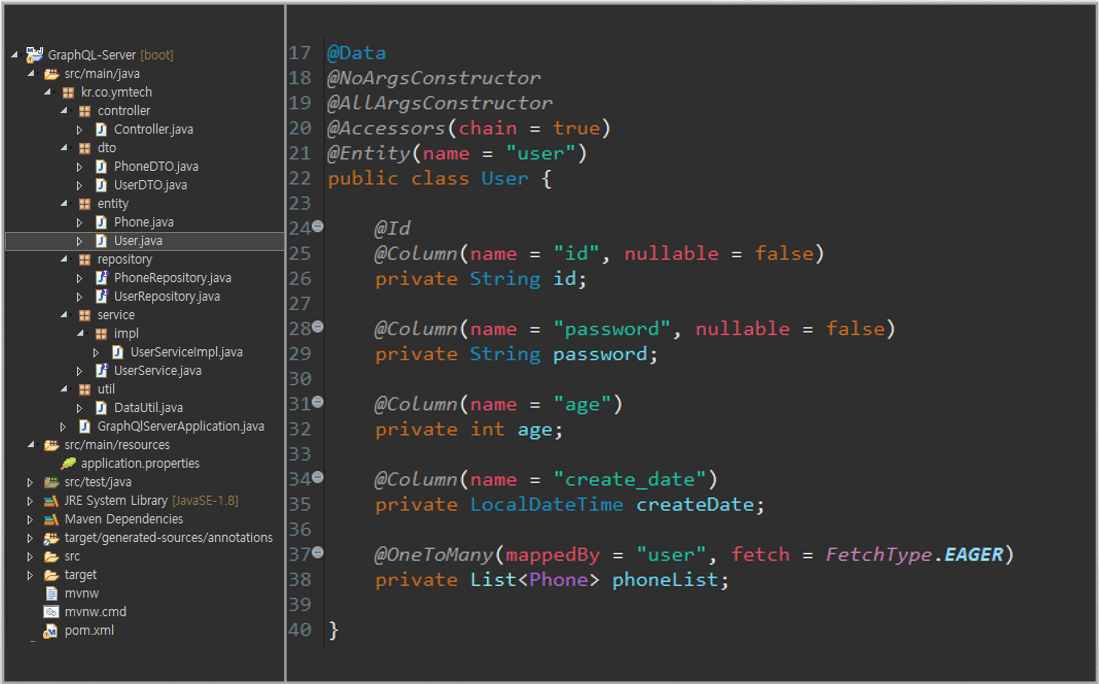 GraphQL-Server [boot]
src/main/java
kr.co.ymtech
controller
Controller.java
dto
PhoneDTO.java
UserDTO.java
entity
Phone.java
User.java
repository
PhoneRepository.java
UserRepository.java
service
impl
UserServiceImpl.java
UserService.java
util
DataUtil.java
GraphQlServerApplication.java
src/main/resources
application.properties
src/test/java
JRE System Library [JavaSE-1.8]
Maven Dependencies
target/generated-sources/annotations
src
target
mvnw
mvnw.cmd
pom.xml
17 @Data
18 @NoArgsConstructor
19 @AllArgsConstructor
20 @Accessors(chain = true)
21 @Entity(name = "user")
22 public class User {
23
24 @Id
25 @Column(name = "id", nullable = false)
26 private String id;
27
28 @Column(name = "password", nullable = false)
29 private String password;
30
31 @Column(name = "age")
32 private int age;
33
34 @Column(name = "create_date")
35 private LocalDateTime createDate;
36
37 @OneToMany(mappedBy = "user", fetch = FetchType.EAGER)
38 private List<Phone> phoneList;
39
40 }